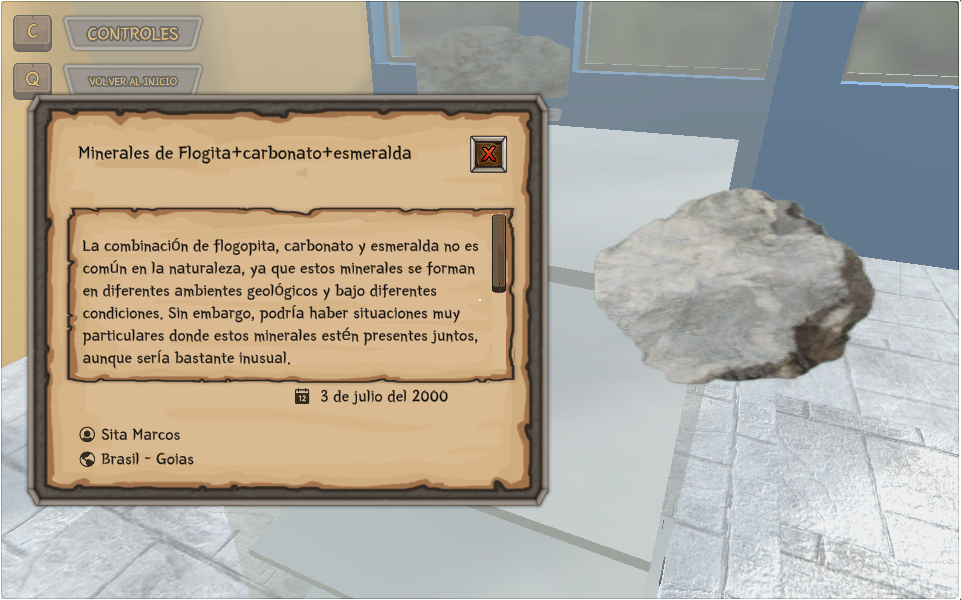 C
CONTROLES
Q
VOLVER AL INICIO
Minerales de Flogita+carbonato+esmeralda
X
La combinación de flogopita, carbonato y esmeralda no es
común en la naturaleza, ya que estos minerales se forman
en diferentes ambientes geológicos y bajo diferentes
condiciones. Sin embargo, podría haber situaciones muy
particulares donde estos minerales estén presentes juntos,
aunque sería bastante inusual.
12
3 de julio del 2000
Sita Marcos
Brasil - Goias